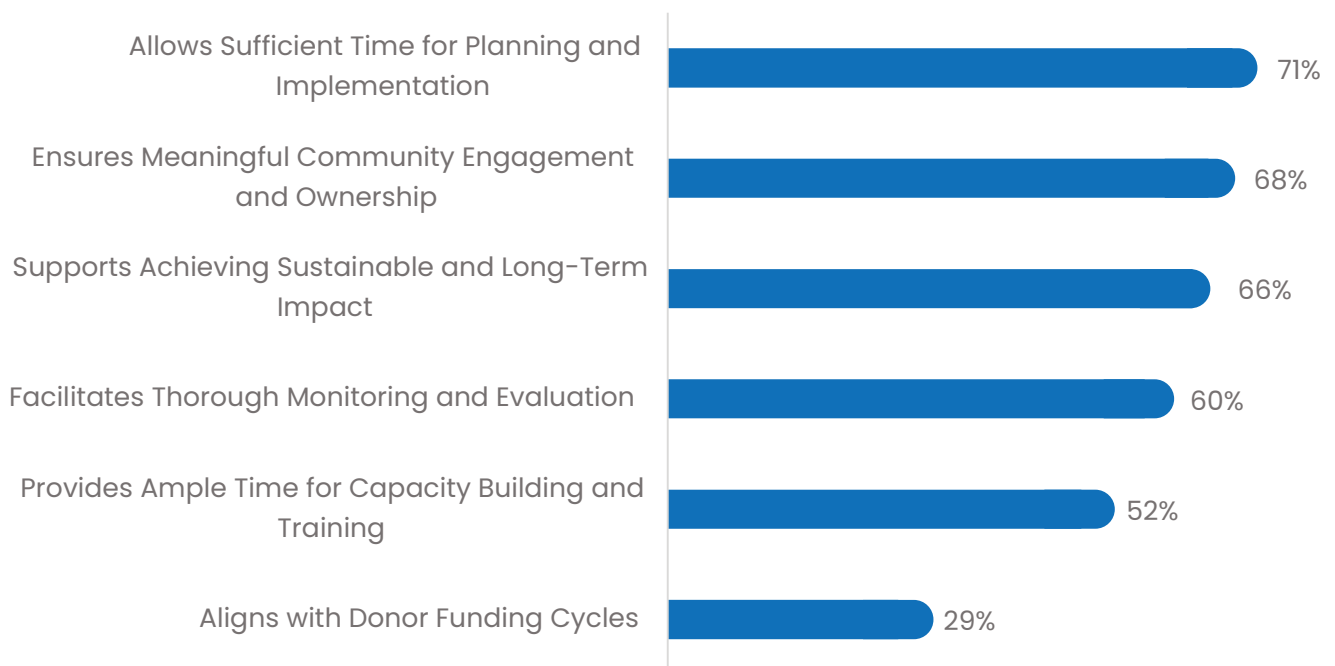 Allows Sufficient Time for Planning and
Implementation
71%
Ensures Meaningful Community Engagement
and Ownership
68%
Supports Achieving Sustainable and Long-Term
Impact
66%
Facilitates Thorough Monitoring and Evaluation
60%
Provides Ample Time for Capacity Building and
Training
52%
Aligns with Donor Funding Cycles
29%